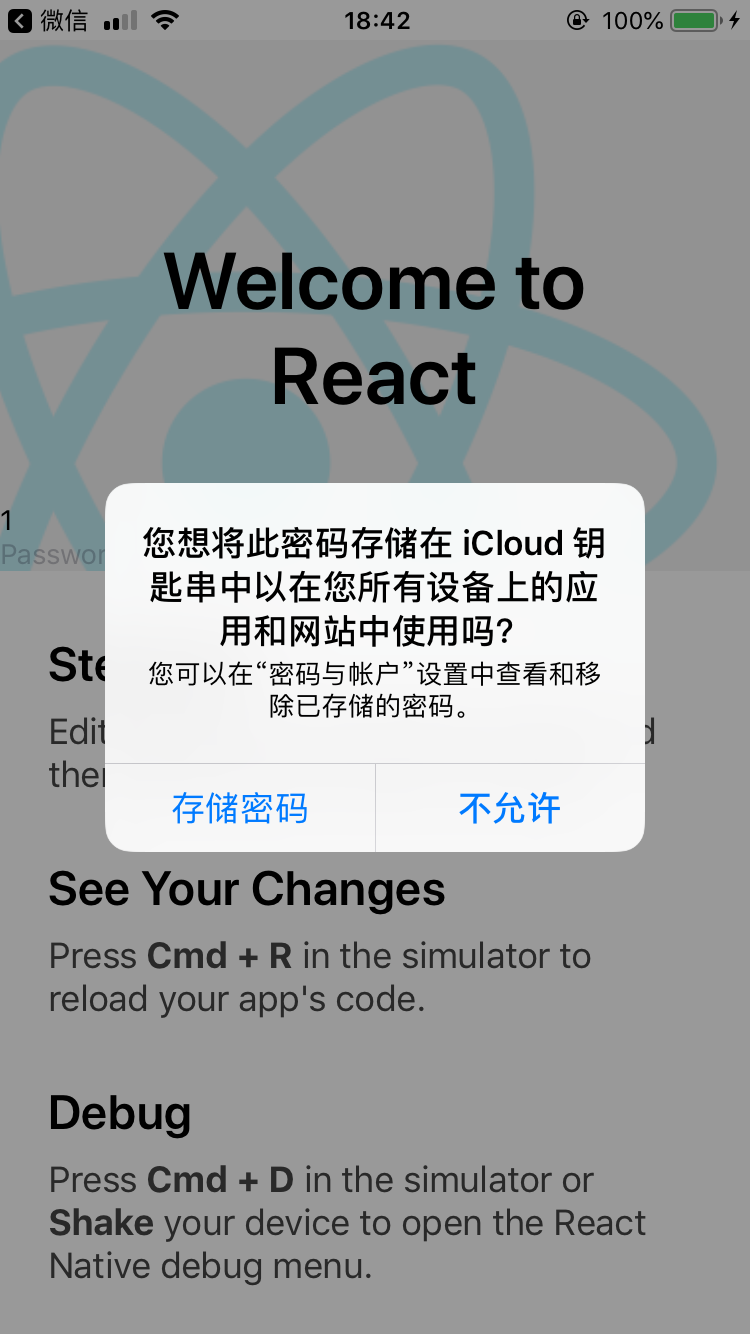 微信
18:42
100%
Welcome to
React
1
您想将此密码存储在 iCloud 钥
匙串中以在您所有设备上的应
用和网站中使用吗?
您可以在“密码与帐户”设置中查看和移
除已存储的密码。
存储密码
不允许
See Your Changes
Press Cmd + R in the simulator to
reload your app's code.
Debug
Press Cmd + D in the simulator or
Shake your device to open the React
Native debug menu.